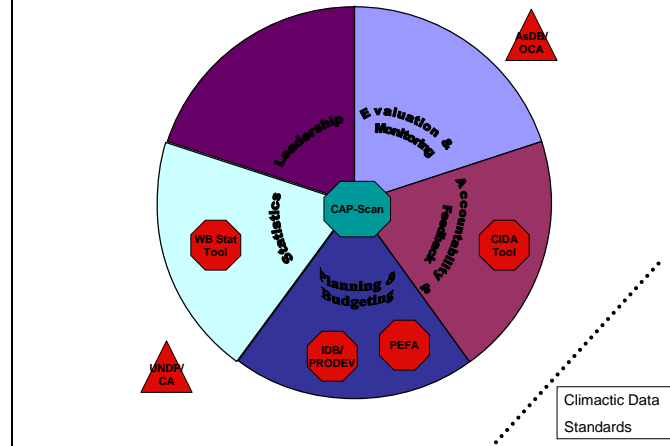 AsDB/
OCA
Evaluation &
Monitoring
Leadership
CAP-Scan
Accountability &
Feedback
CIDA
Tool
Statistics
WB Stat
Tool
Planning &
Budgeting
IDB/
PRODEV
PEFA
UNDP/
CA
Climactic Data
Standards